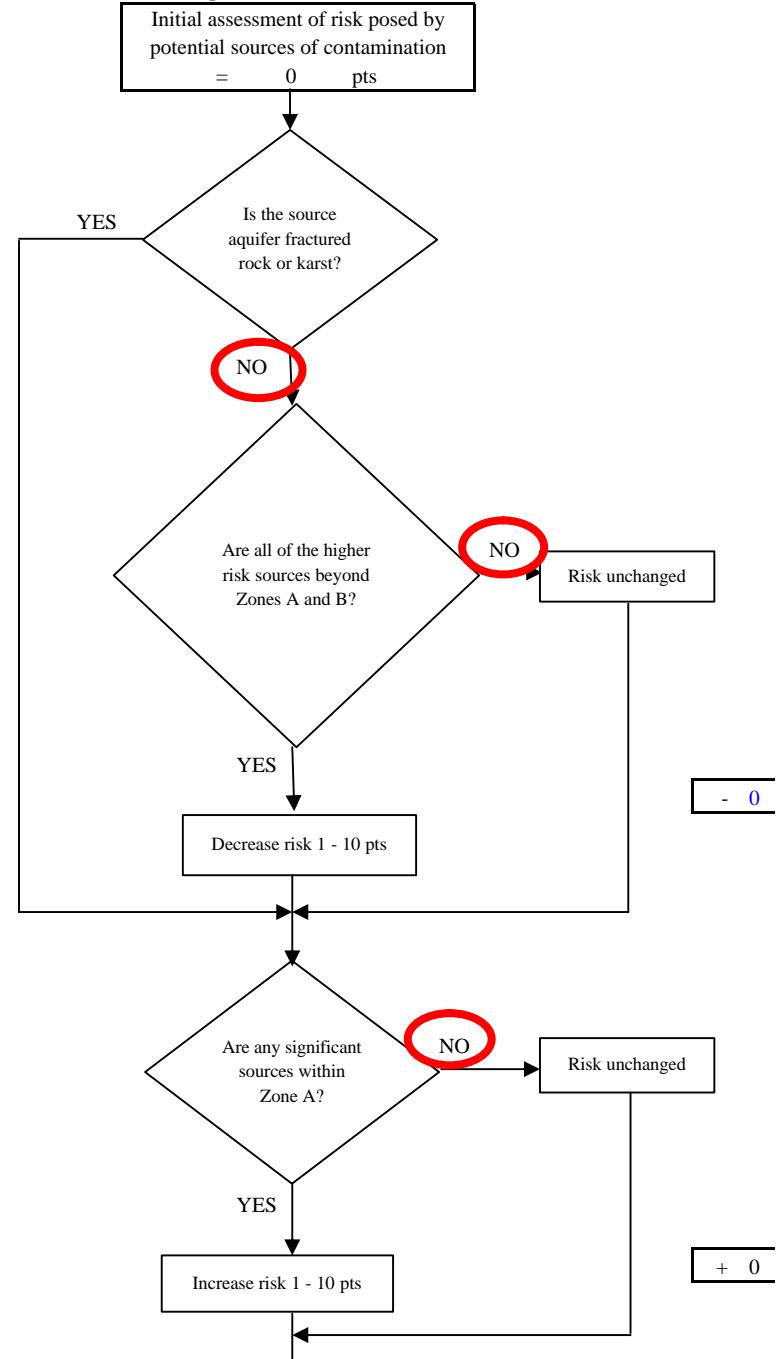 Initial assessment of risk posed by
potential sources of contamination
= 0 pts
YES
Is the source
aquifer fractured
rock or karst?
NO
Are all of the higher
risk sources beyond
Zones A and B?
NO
Risk unchanged
YES
- 0
Decrease risk 1 - 10 pts
Are any significant
sources within
Zone A?
NO
Risk unchanged
YES
+ 0
Increase risk 1 - 10 pts